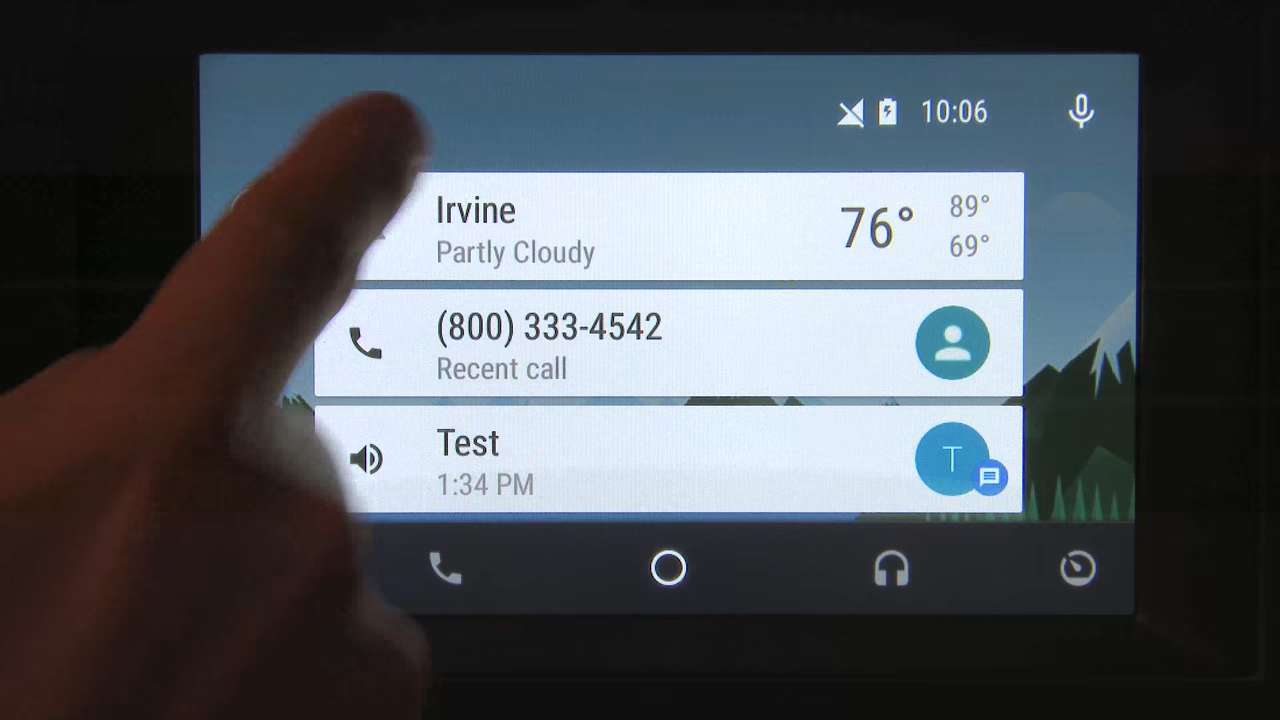 10:06
Irvine
Partly Cloudy
76°
89°
69°
(800) 333-4542
Recent call
Test
1:34 PM
T